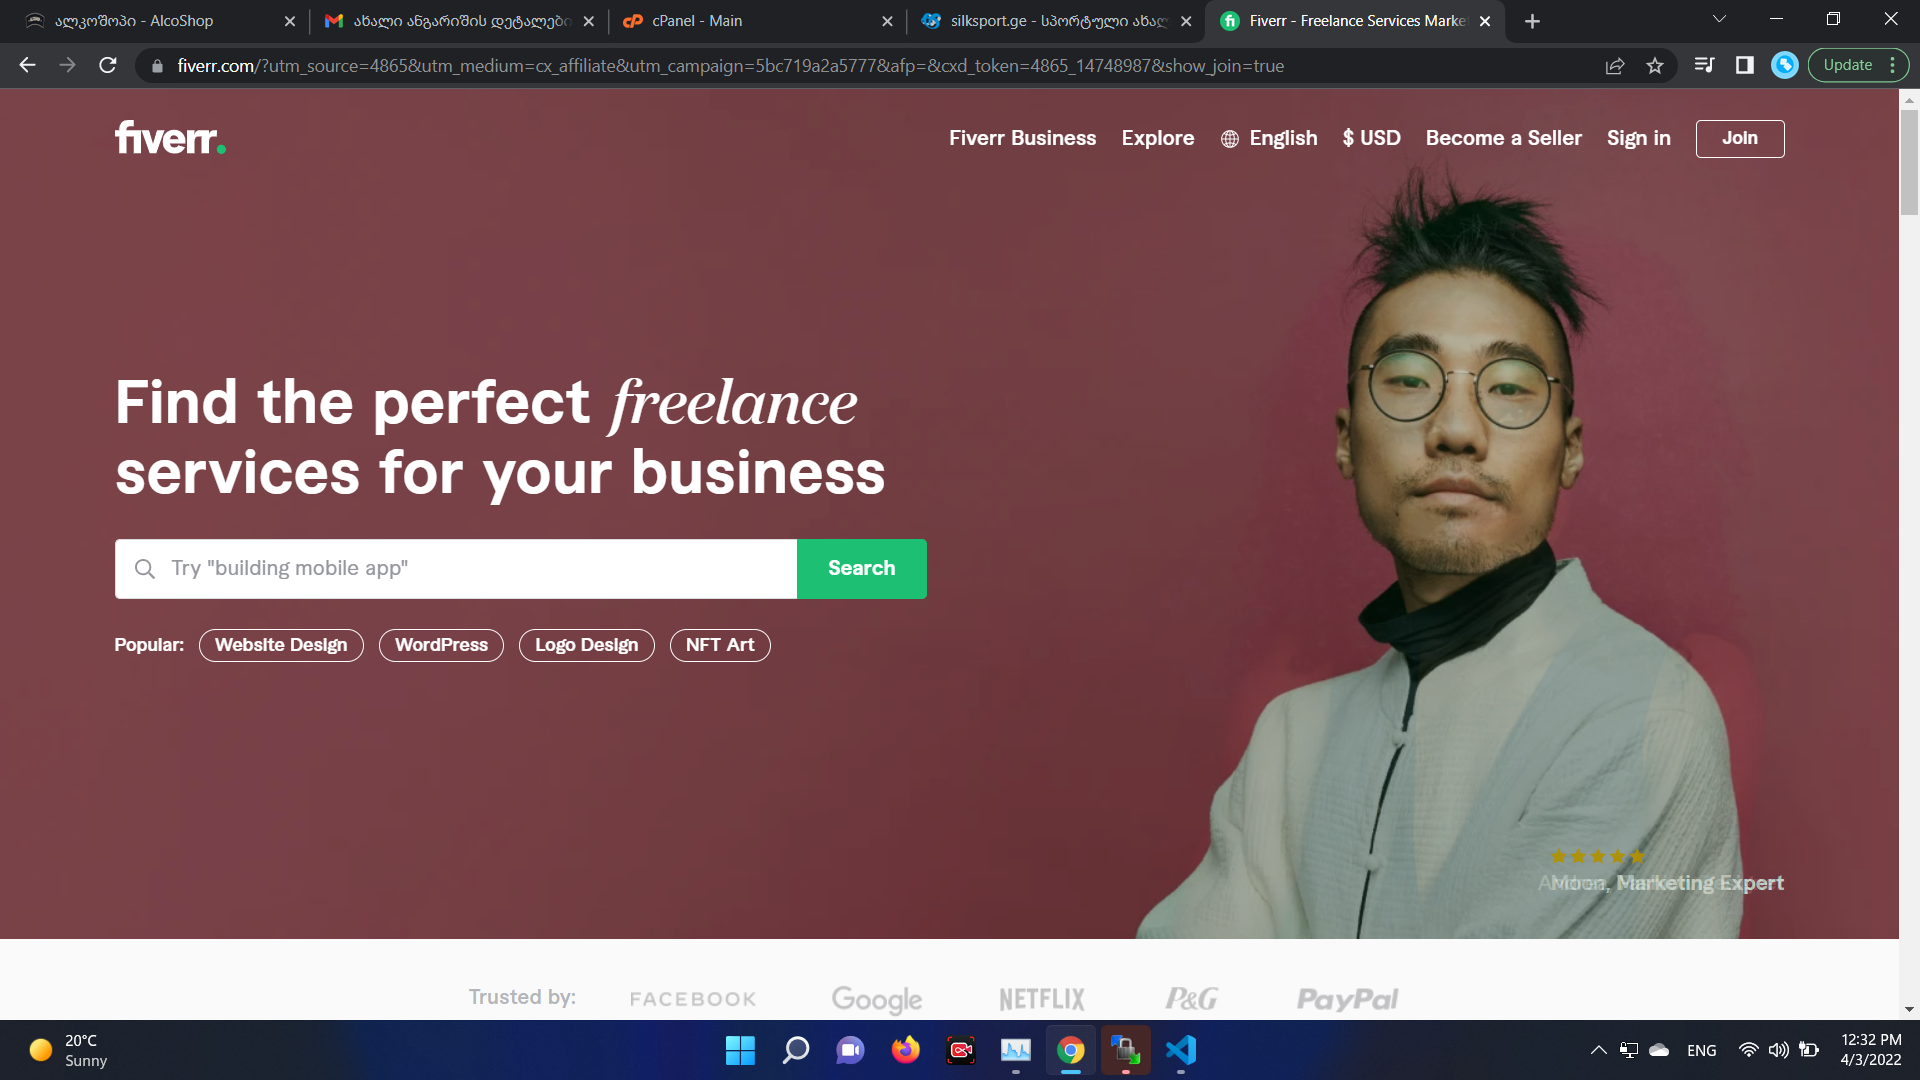 ალკოშოპი - AlcoShop
ახალი ანგარიშის დეტალები
cPanel - Main
silksport.ge - სპორტული ახალ
Fiverr - Freelance Services Marke
fiverr.com/?utm_source=4865&utm_medium=cx_affiliate&utm_campaign=5bc719a2a5777&afp=&cxd_token=4865_14748987&show_join=true
Update
fiverr.
Fiverr Business
Explore
English
$ USD
Become a Seller
Sign in
Join
Find the perfect freelance
services for your business
Try "building mobile app"
Search
Popular:
Website Design
WordPress
Logo Design
NFT Art
Marketing Expert
Trusted by:
FACEBOOK
Google
NETFLIX
P&G
PayPal
20°C
Sunny
ENG
12:32 PM
4/3/2022